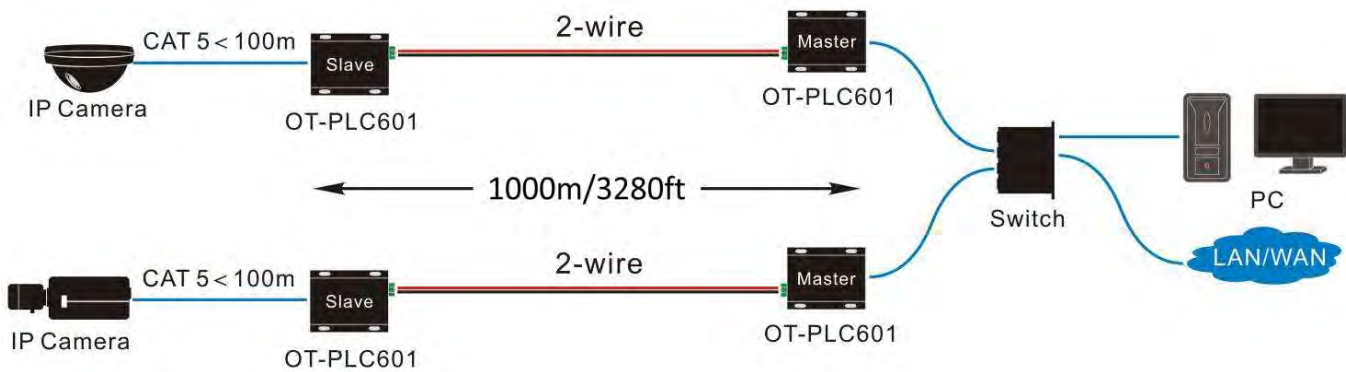 CAT 5 < 100m
Slave
2-wire
Master
IP Camera
OT-PLC601
OT-PLC601
1000m/3280ft
Switch
PC
LAN/WAN
CAT 5 < 100m
Slave
2-wire
Master
IP Camera
OT-PLC601
OT-PLC601